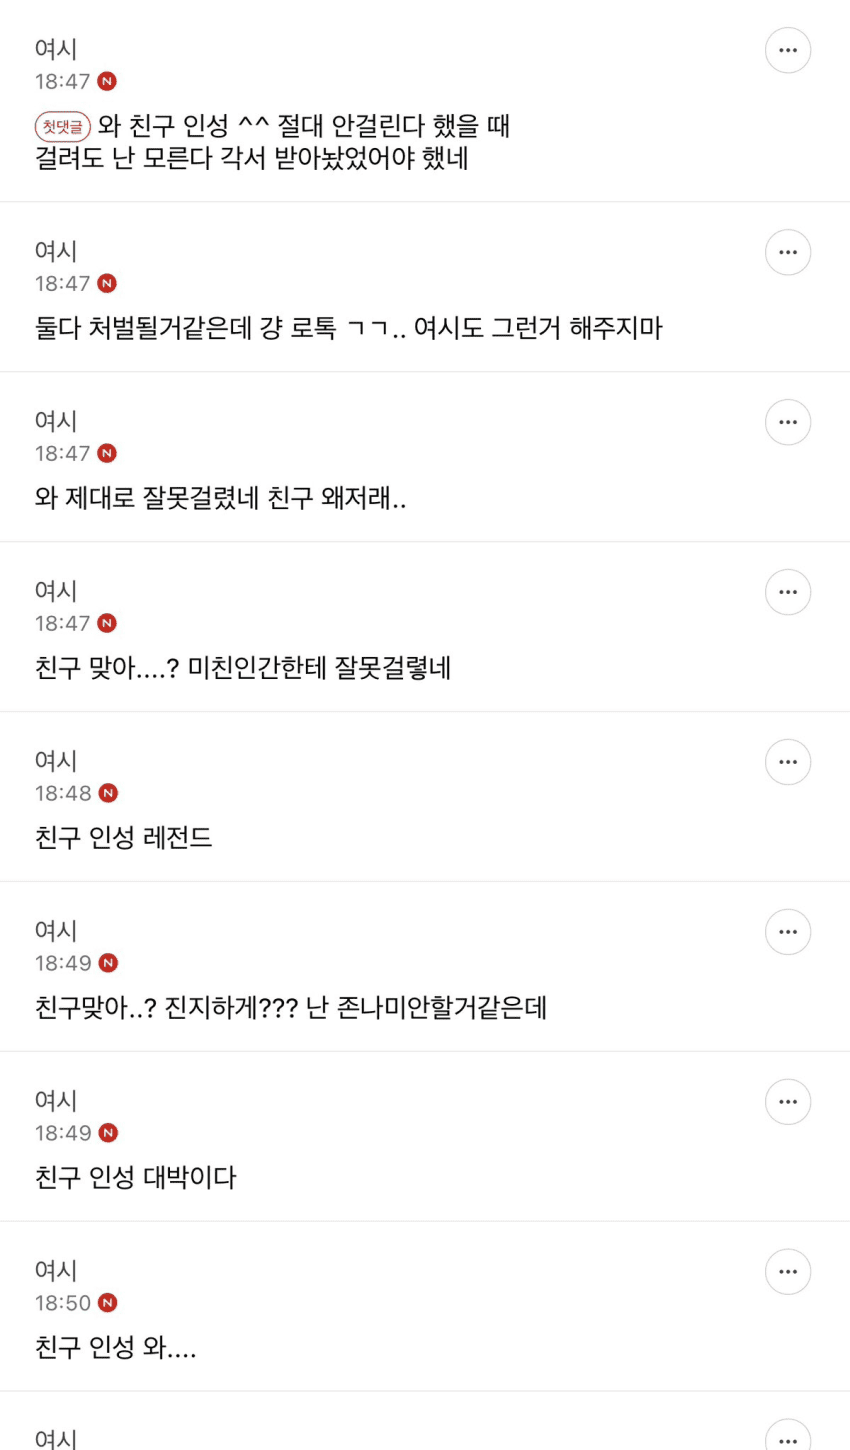 여시
18:47 N
첫댓글 와 친구 인성 ^^ 절대 안걸린다 했을 때
걸려도 난 모른다 각서 받아놨었어야 했네
여시
18:47 N
둘다 처벌될거같은데 걍 로톡 ㄱㄱ.. 여시도 그런거 해주지마
여시
18:47 N
와 제대로 잘못걸렸네 친구 왜저래..
여시
18:47 N
친구 맞아....? 미친인간한테 잘못걸렿네
여시
18:48 N
친구 인성 레전드
여시
18:49 N
친구맞아..? 진지하게??? 난 존나미안할거같은데
여시
18:49 N
친구 인성 대박이다
여시
18:50 N
친구 인성 와....
여시